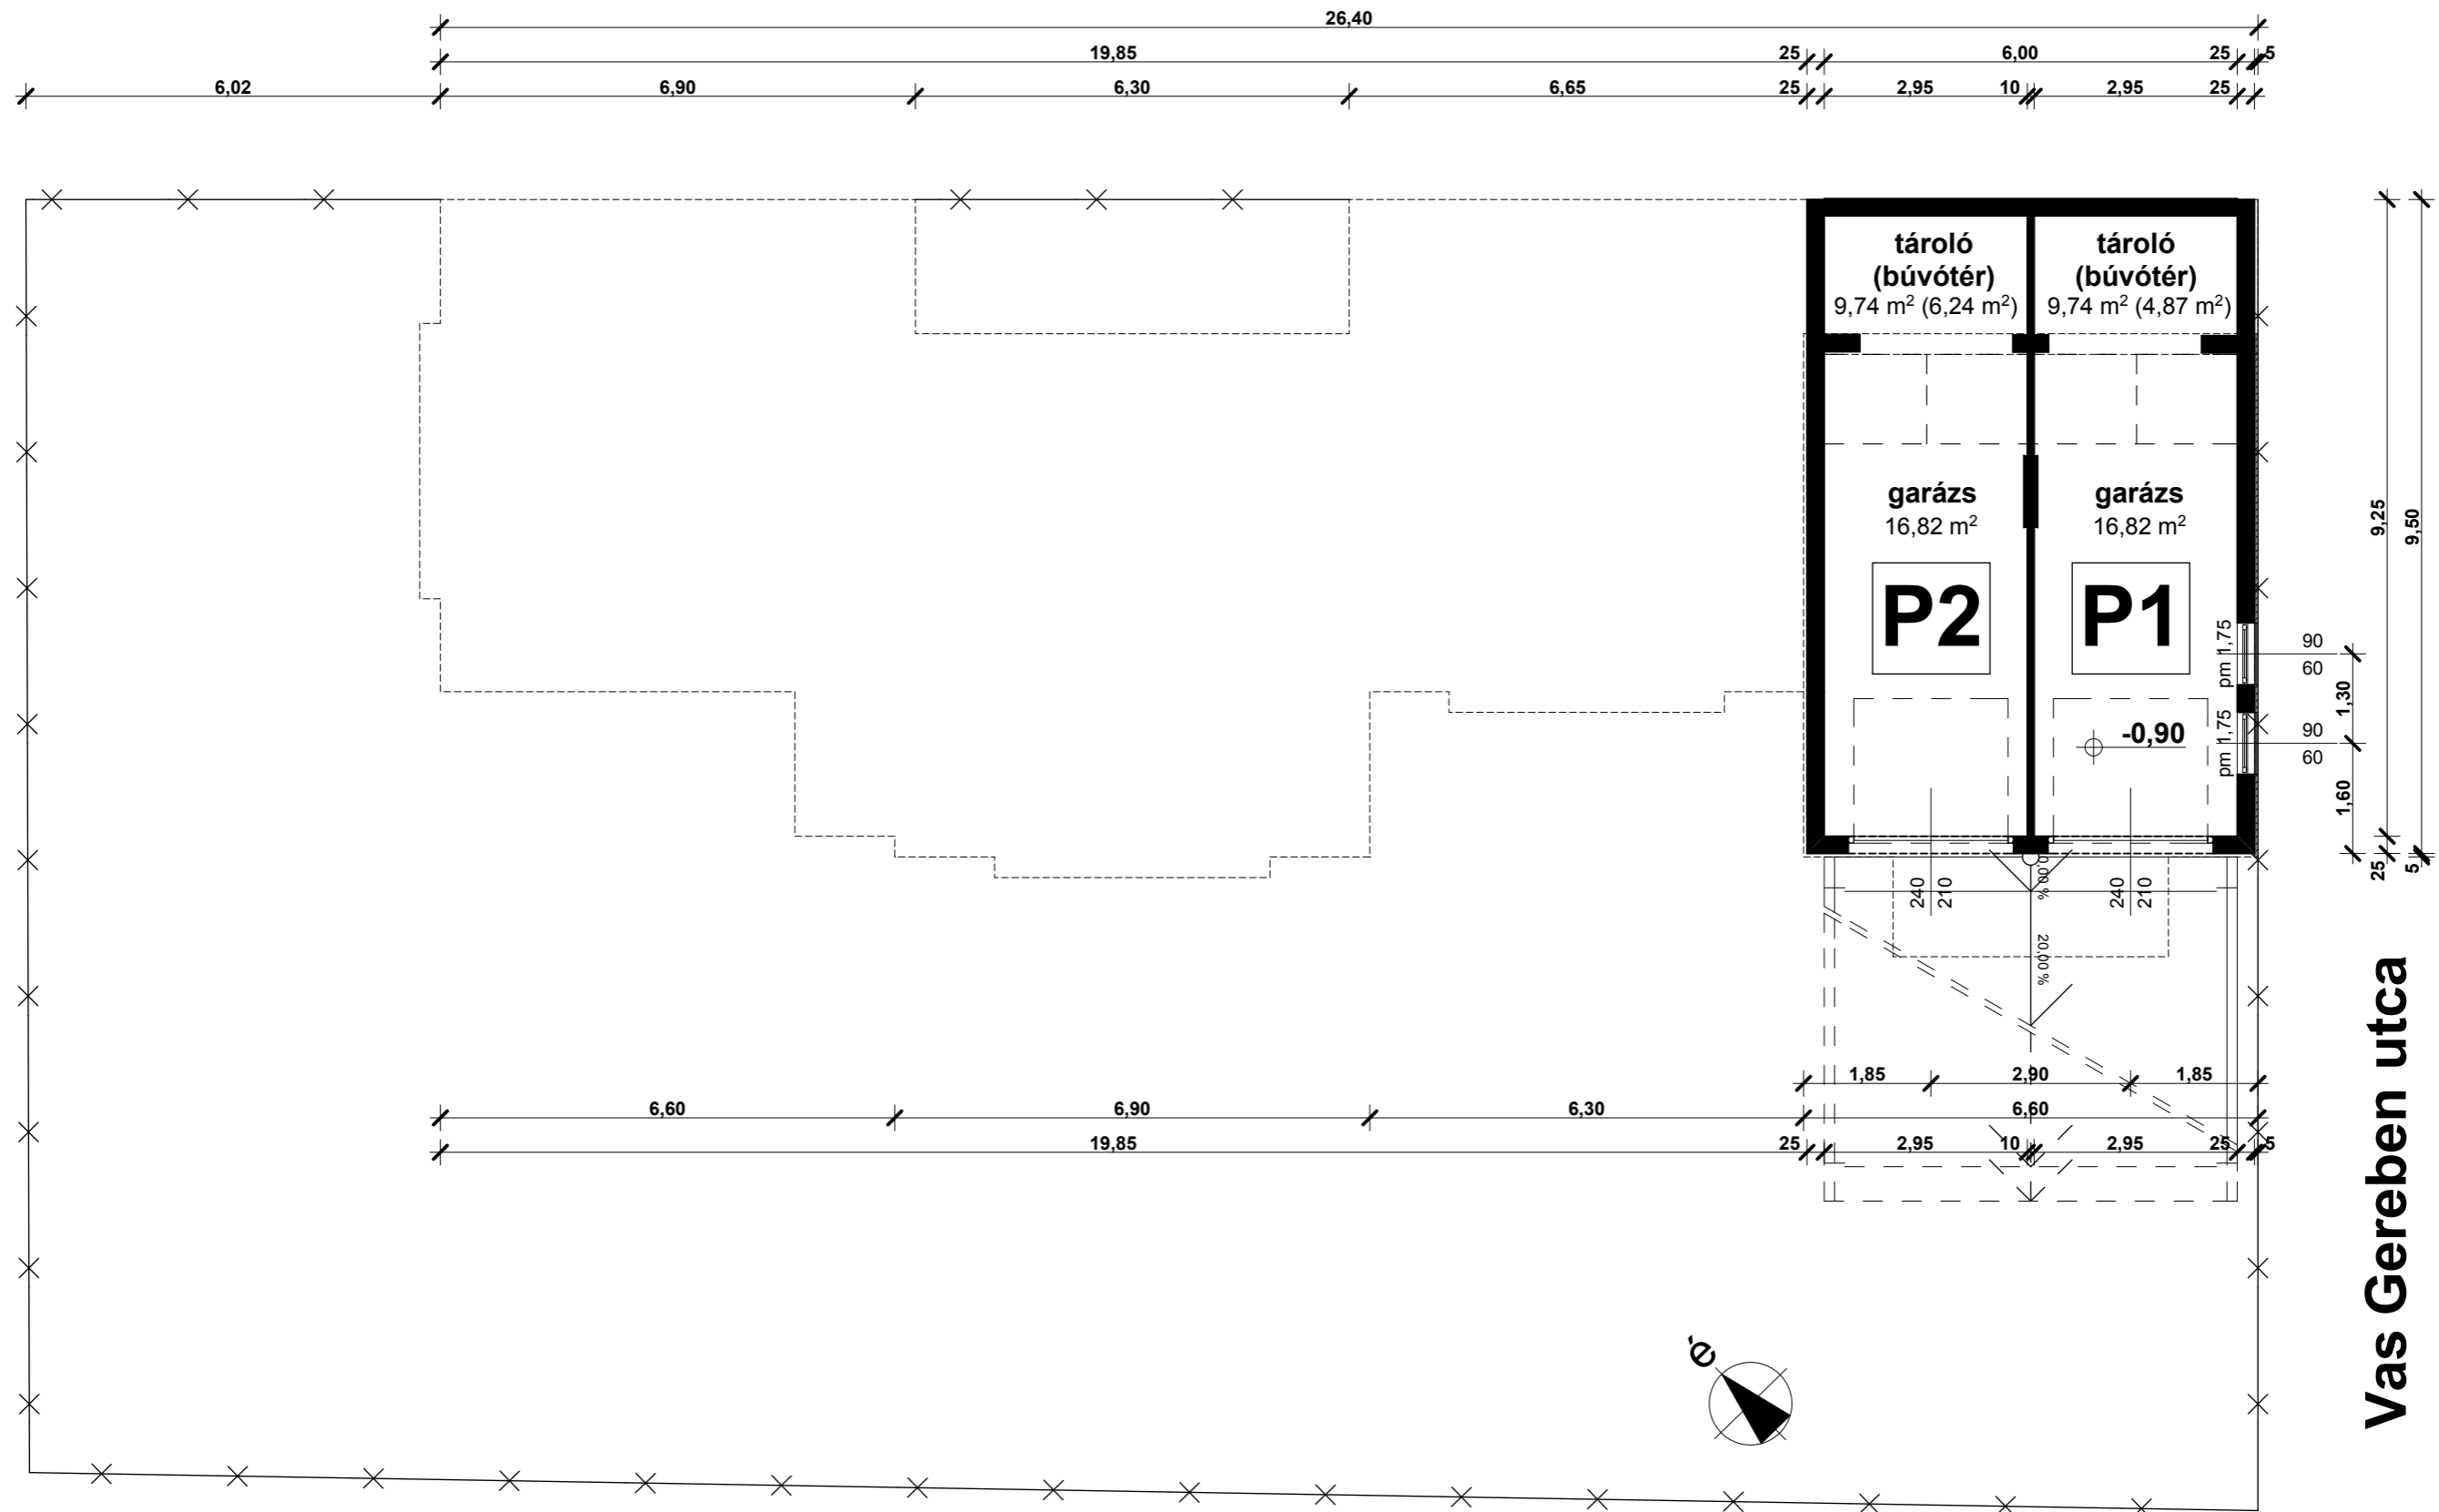 26,40
19,85 25 6,00 25 5
6,02 6,90 6,30 6,65 25 2,95 10 2,95 25
tároló
(búvótér)
9,74 m² (6,24 m²)
tároló
(búvótér)
9,74 m² (4,87 m²)
garázs
16,82 m²
garázs
16,82 m²
P2
P1
-0,90
pm 1,75
90
60
pm 1,75
90
60
1,30
1,60
9,25
25
9,50
5
240
210
240
210
0,00 %
20,00 %
1,85 2,90 1,85
6,60 6,90 6,30 6,60
19,85 25 2,95 10 2,95 25 5
é
Vas Gereben utca